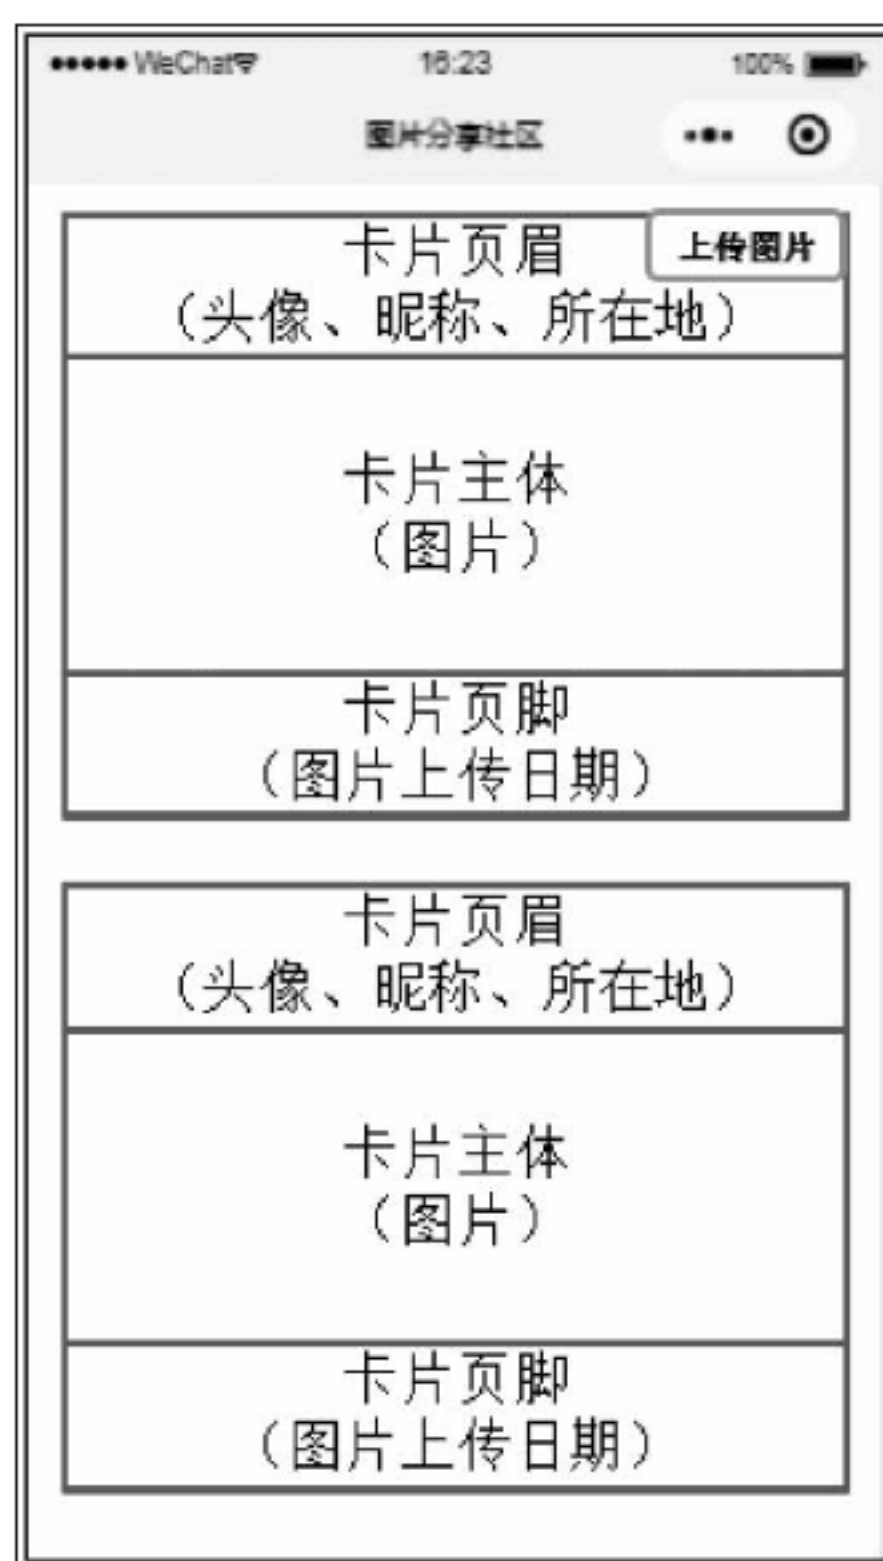 ●●●●● WeChat 16:23 100%
图片分享社区
卡片页眉
上传图片
(头像、昵称、所在地)
卡片主体
(图片)
卡片页脚
(图片上传日期)
卡片页眉
(头像、昵称、所在地)
卡片主体
(图片)
卡片页脚
(图片上传日期)